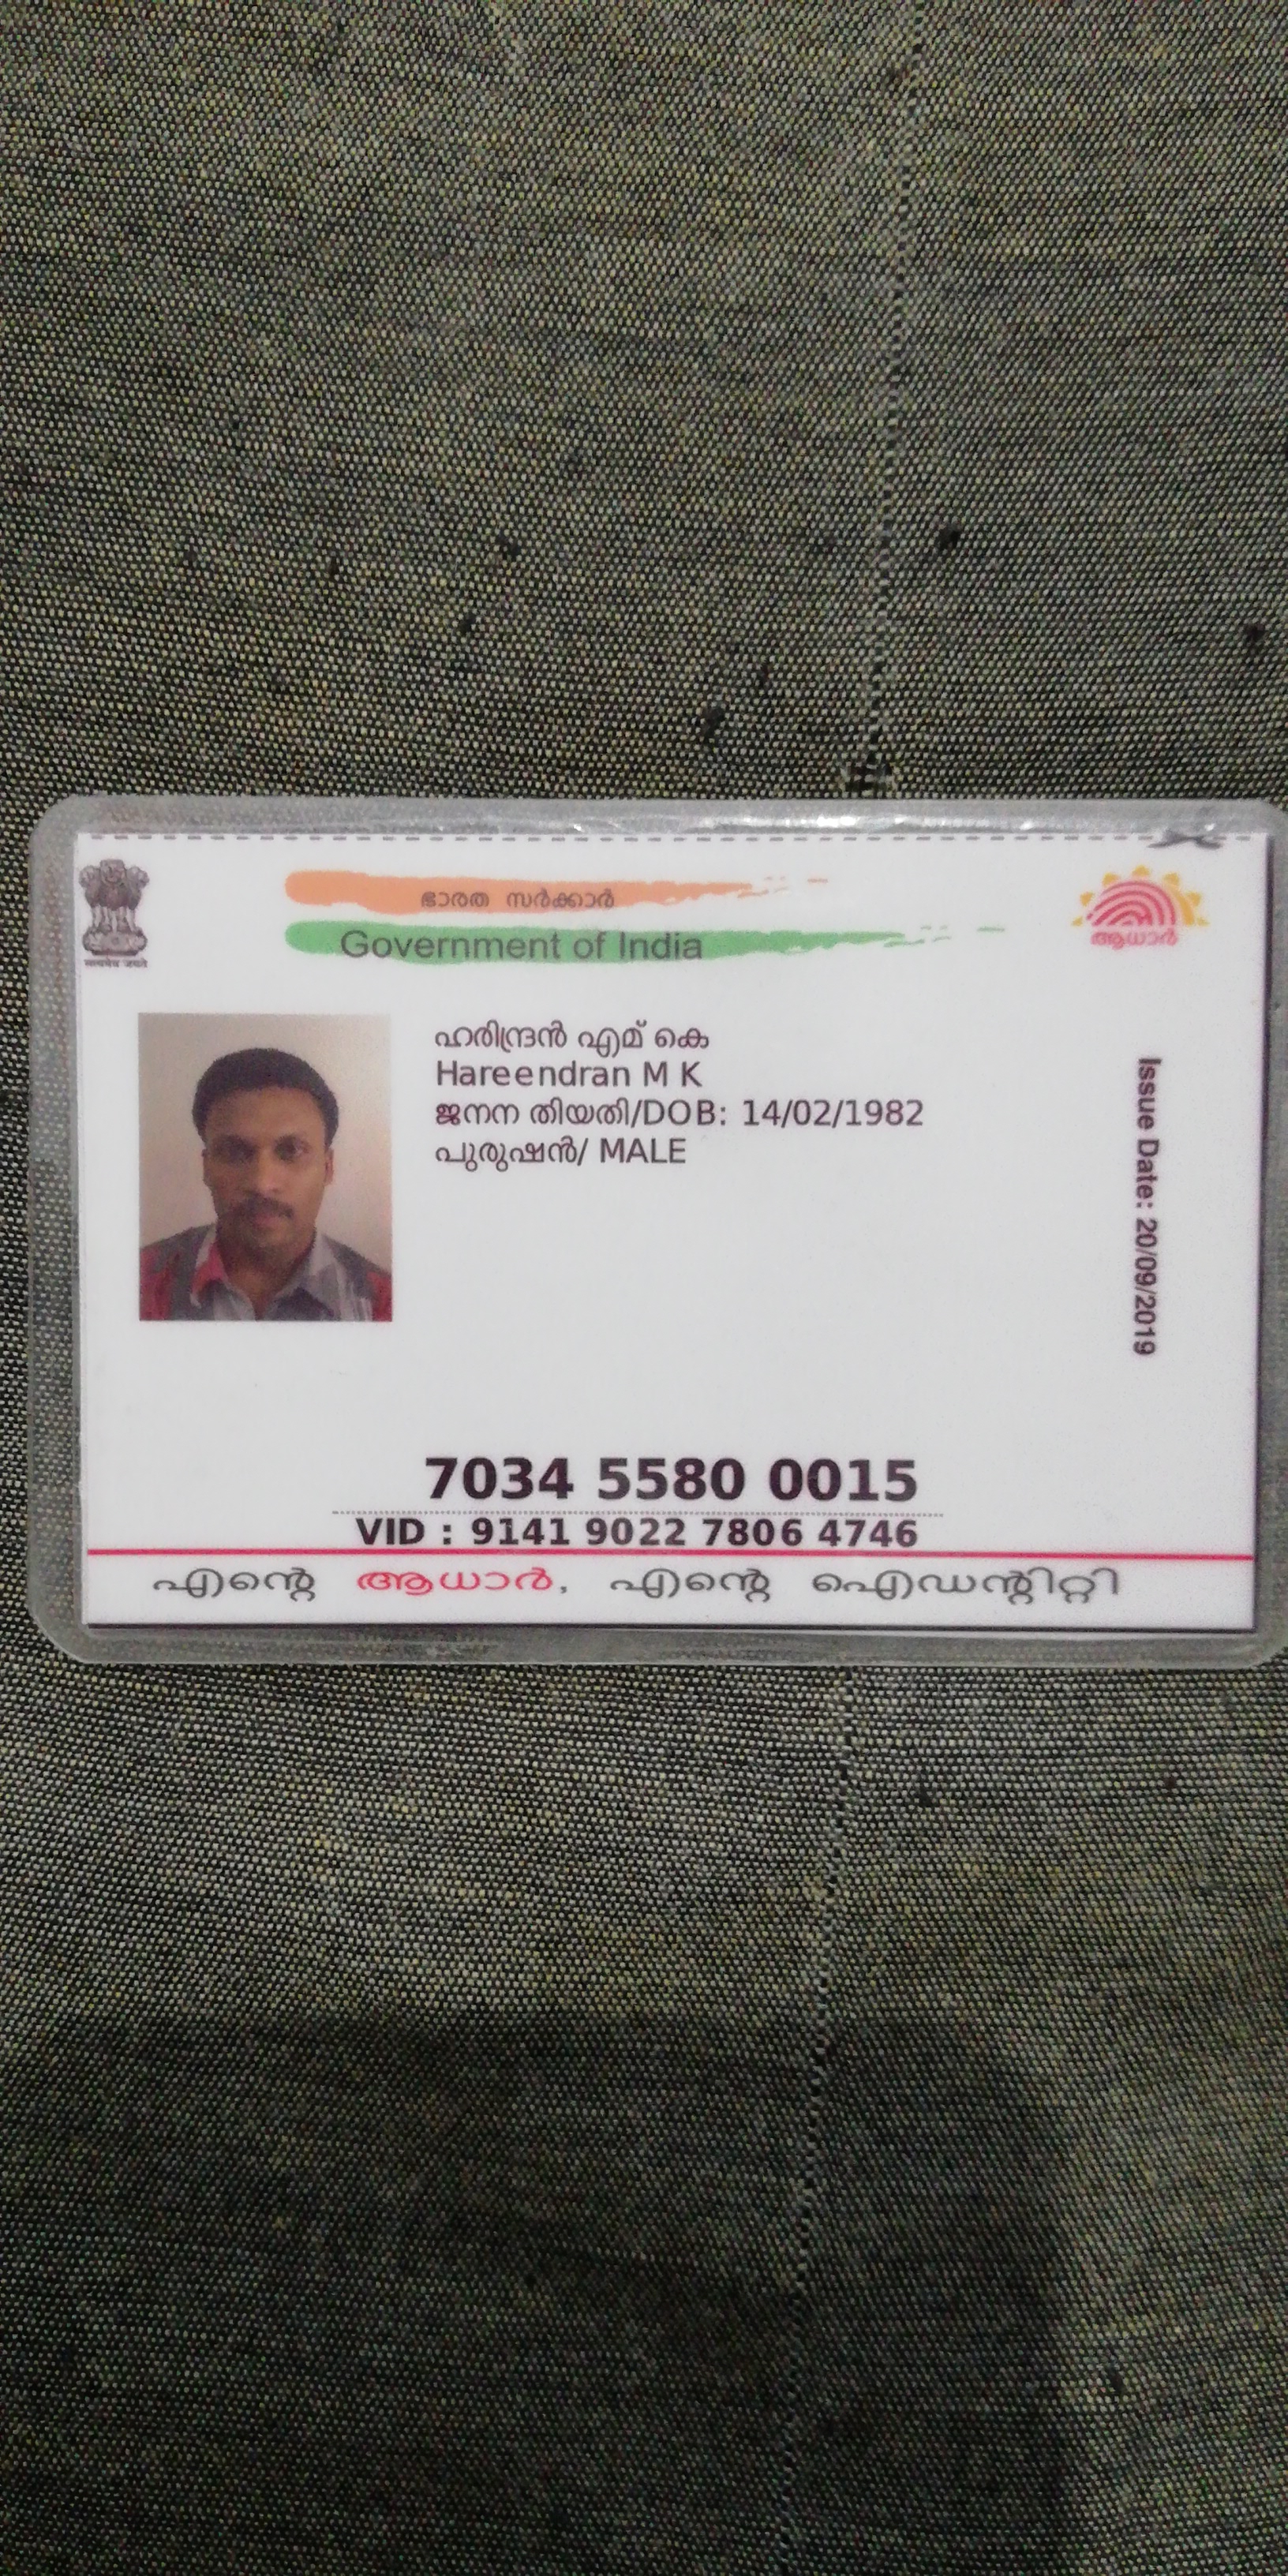 ഭാരത സർക്കാർ
Government of India
ആധാർ
सत्यमेव जयते
ഹരിന്ദ്രൻ എമ് കെ
Hareendran M K
ജനന തിയതി/DOB: 14/02/1982
പുരുഷൻ/ MALE
Issue Date: 20/09/2019
7034 5580 0015
VID : 9141 9022 7806 4746
എന്റെ ആധാർ, എന്റെ ഐഡന്റിറ്റി